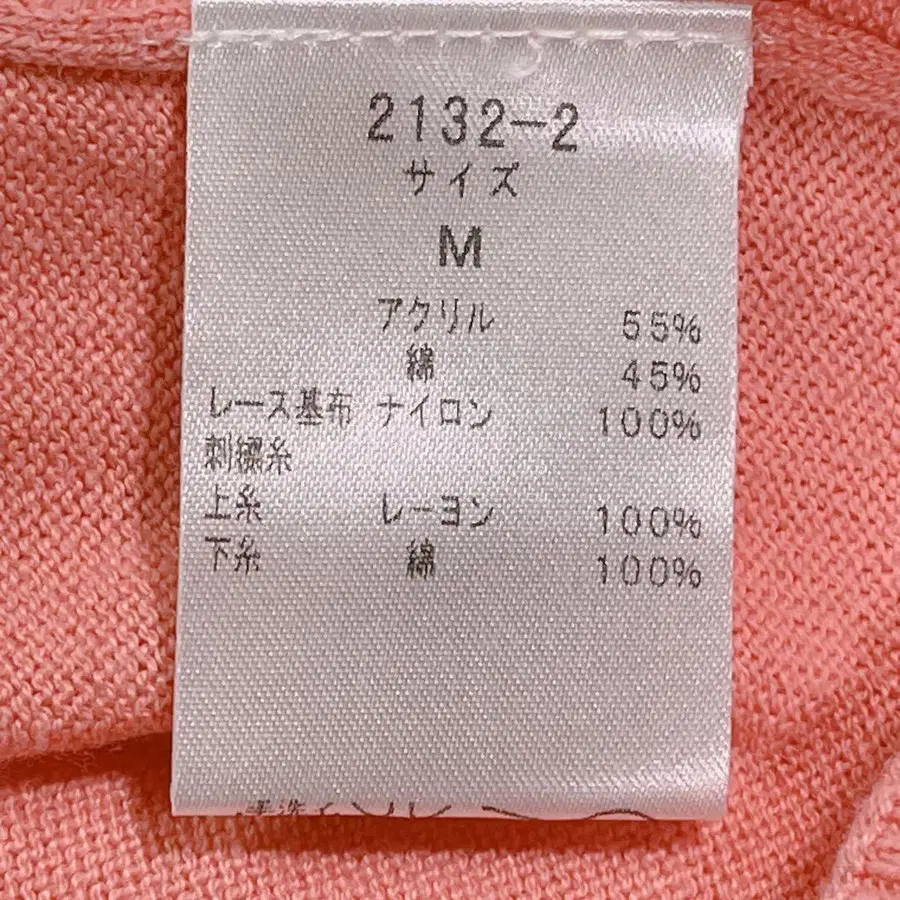 2132-2
サイズ
M
アクリル 55%
綿 45%
レース基布 ナイロン 100%
刺繍糸
上糸 レーヨン 100%
下糸 綿 100%